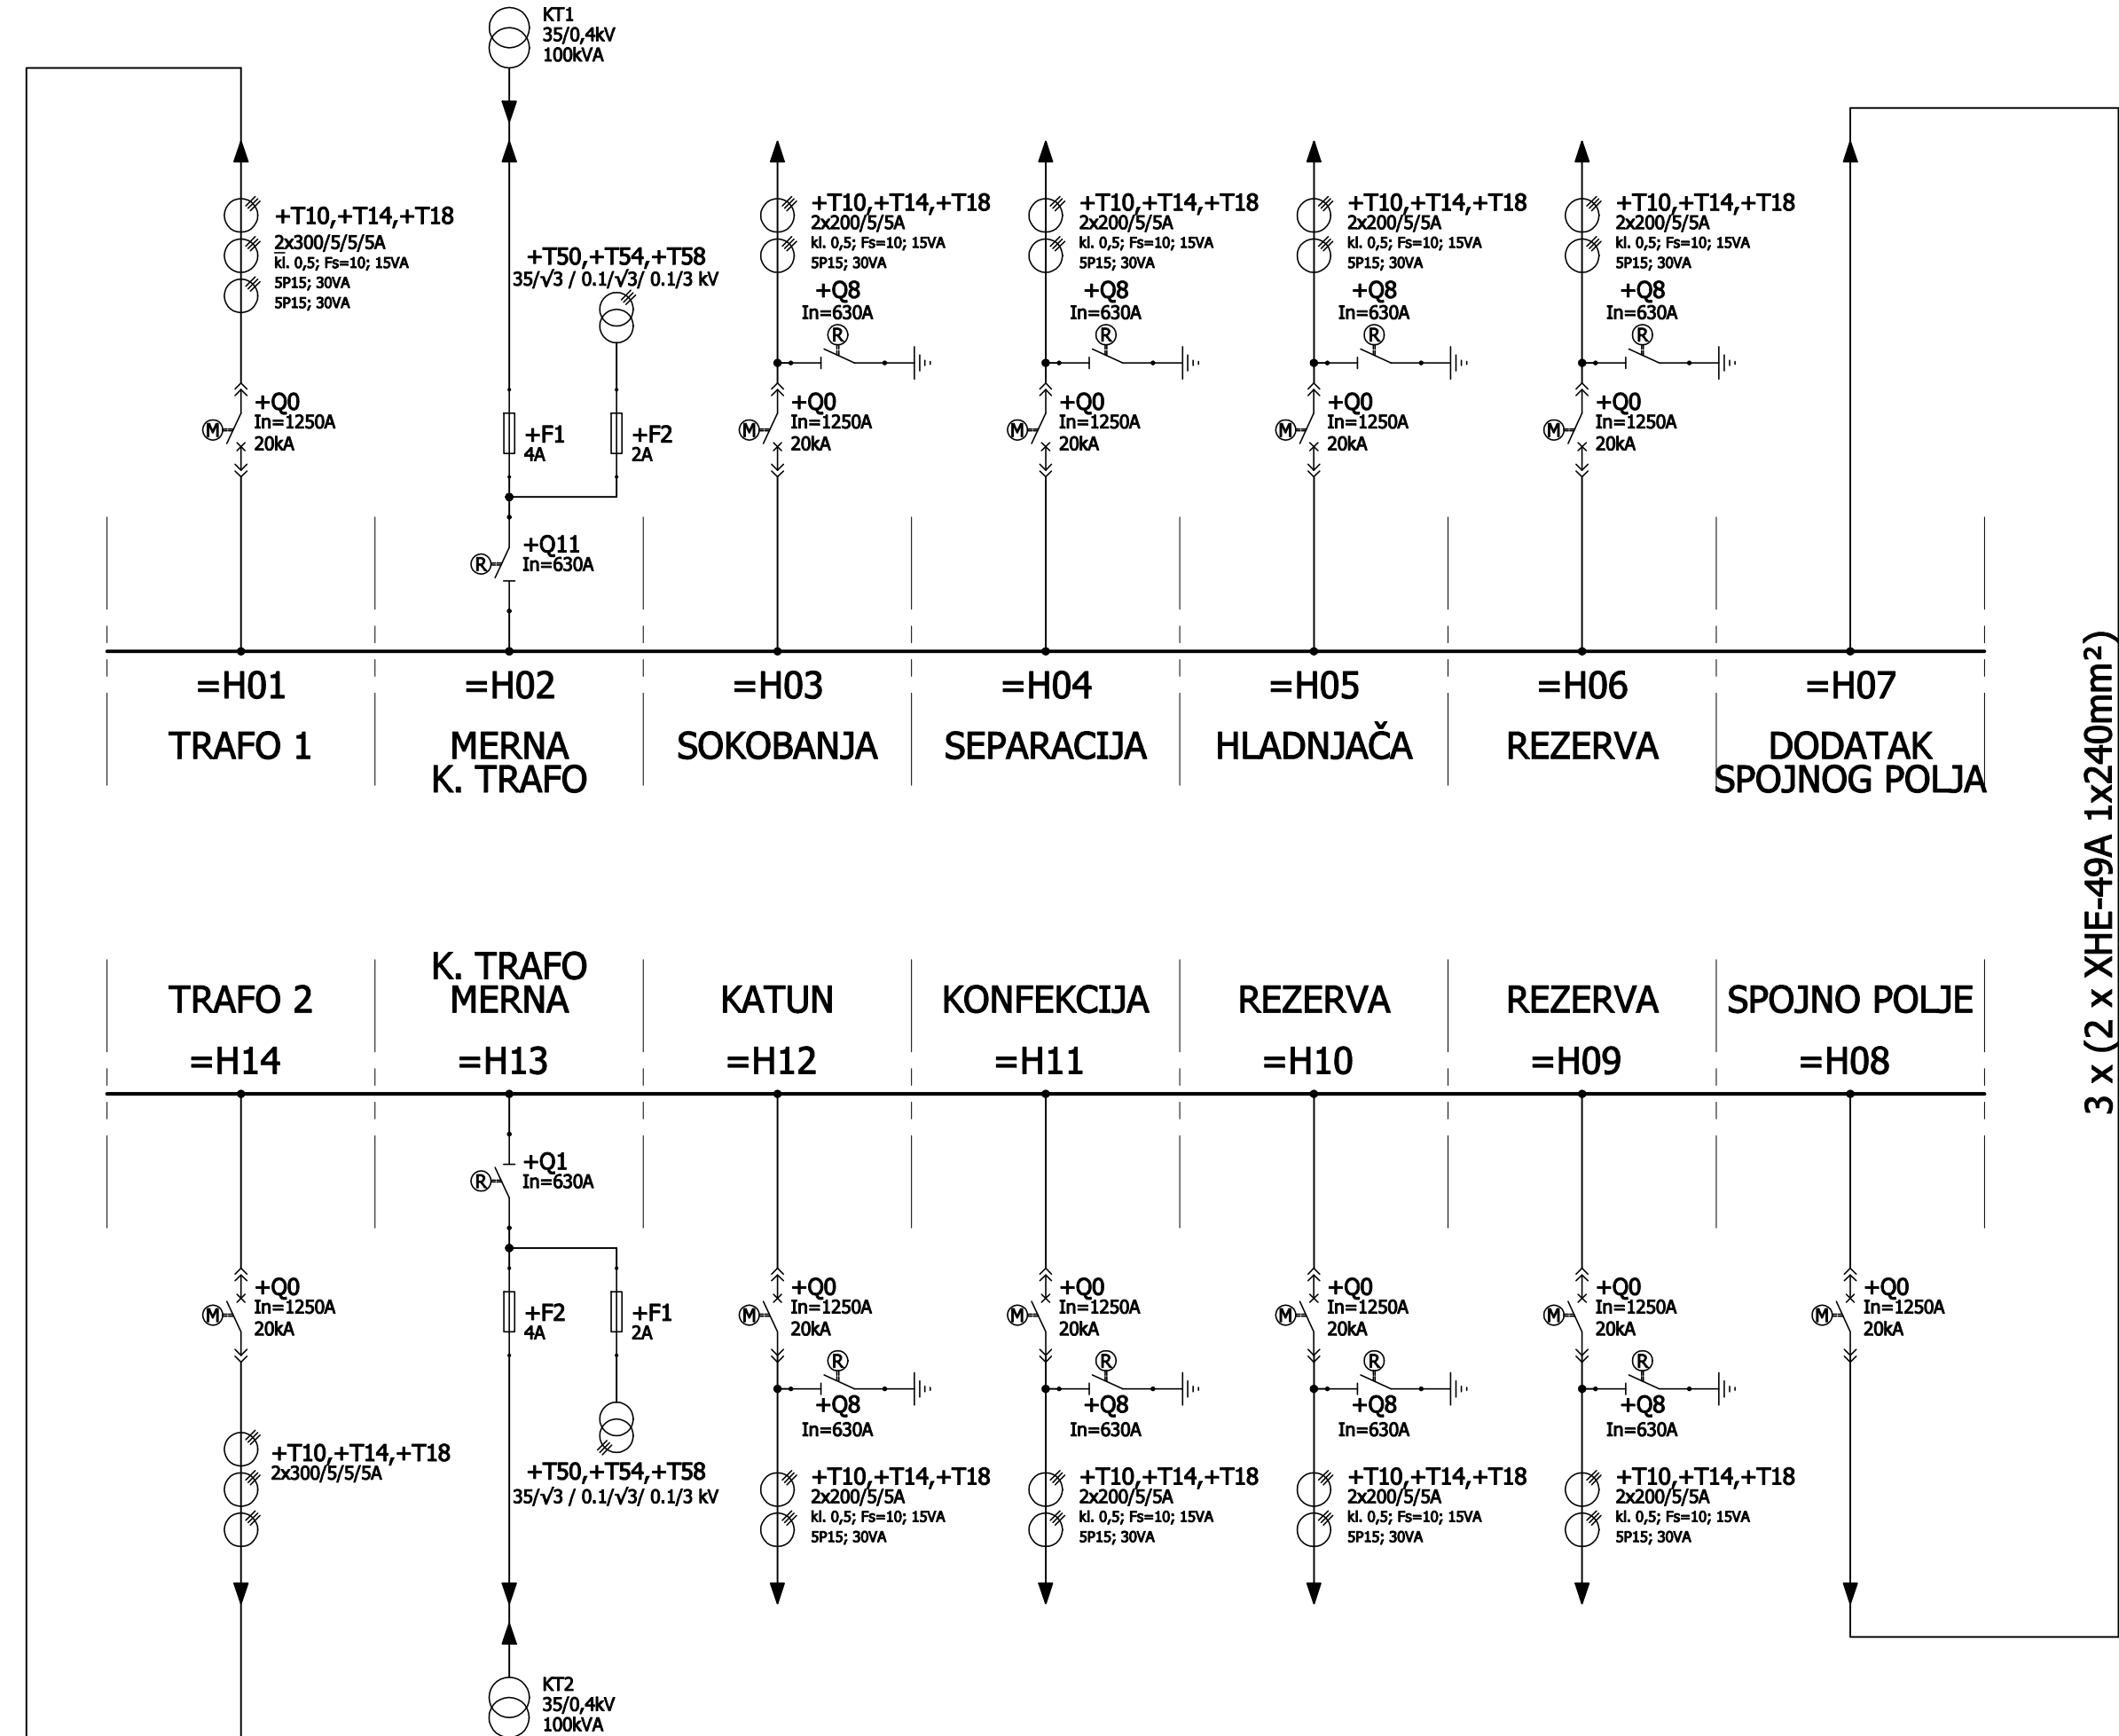 KT1
35/0,4kV
100kVA
+T10,+T14,+T18
2x300/5/5/5A
kl. 0,5; Fs=10; 15VA
5P15; 30VA
5P15; 30VA
+Q0
In=1250A
20kA
M
+T50,+T54,+T58
35/√3 / 0.1/√3/ 0.1/3 kV
+F1
4A
+F2
2A
+Q11
In=630A
R
+T10,+T14,+T18
2x200/5/5A
kl. 0,5; Fs=10; 15VA
5P15; 30VA
+Q8
In=630A
R
+Q0
In=1250A
20kA
M
+T10,+T14,+T18
2x200/5/5A
kl. 0,5; Fs=10; 15VA
5P15; 30VA
+Q8
In=630A
R
+Q0
In=1250A
20kA
M
+T10,+T14,+T18
2x200/5/5A
kl. 0,5; Fs=10; 15VA
5P15; 30VA
+Q8
In=630A
R
+Q0
In=1250A
20kA
M
+T10,+T14,+T18
2x200/5/5A
kl. 0,5; Fs=10; 15VA
5P15; 30VA
+Q8
In=630A
R
+Q0
In=1250A
20kA
M
=H01
TRAFO 1
=H02
MERNA
K. TRAFO
=H03
SOKOBANJA
=H04
SEPARACIJA
=H05
HLADNJAČA
=H06
REZERVA
=H07
DODATAK
SPOJNOG POLJA
3 x (2 x XHE-49A 1x240mm²)
TRAFO 2
=H14
K. TRAFO
MERNA
=H13
KATUN
=H12
KONFEKCIJA
=H11
REZERVA
=H10
REZERVA
=H09
SPOJNO POLJE
=H08
+Q0
In=1250A
20kA
M
+T10,+T14,+T18
2x300/5/5/5A
+Q1
In=630A
R
+F2
4A
+F1
2A
+T50,+T54,+T58
35/√3 / 0.1/√3/ 0.1/3 kV
+Q0
In=1250A
20kA
M
R
+Q8
In=630A
+T10,+T14,+T18
2x200/5/5A
kl. 0,5; Fs=10; 15VA
5P15; 30VA
+Q0
In=1250A
20kA
M
R
+Q8
In=630A
+T10,+T14,+T18
2x200/5/5A
kl. 0,5; Fs=10; 15VA
5P15; 30VA
+Q0
In=1250A
20kA
M
R
+Q8
In=630A
+T10,+T14,+T18
2x200/5/5A
kl. 0,5; Fs=10; 15VA
5P15; 30VA
+Q0
In=1250A
20kA
M
R
+Q8
In=630A
+T10,+T14,+T18
2x200/5/5A
kl. 0,5; Fs=10; 15VA
5P15; 30VA
+Q0
In=1250A
20kA
M
KT2
35/0,4kV
100kVA